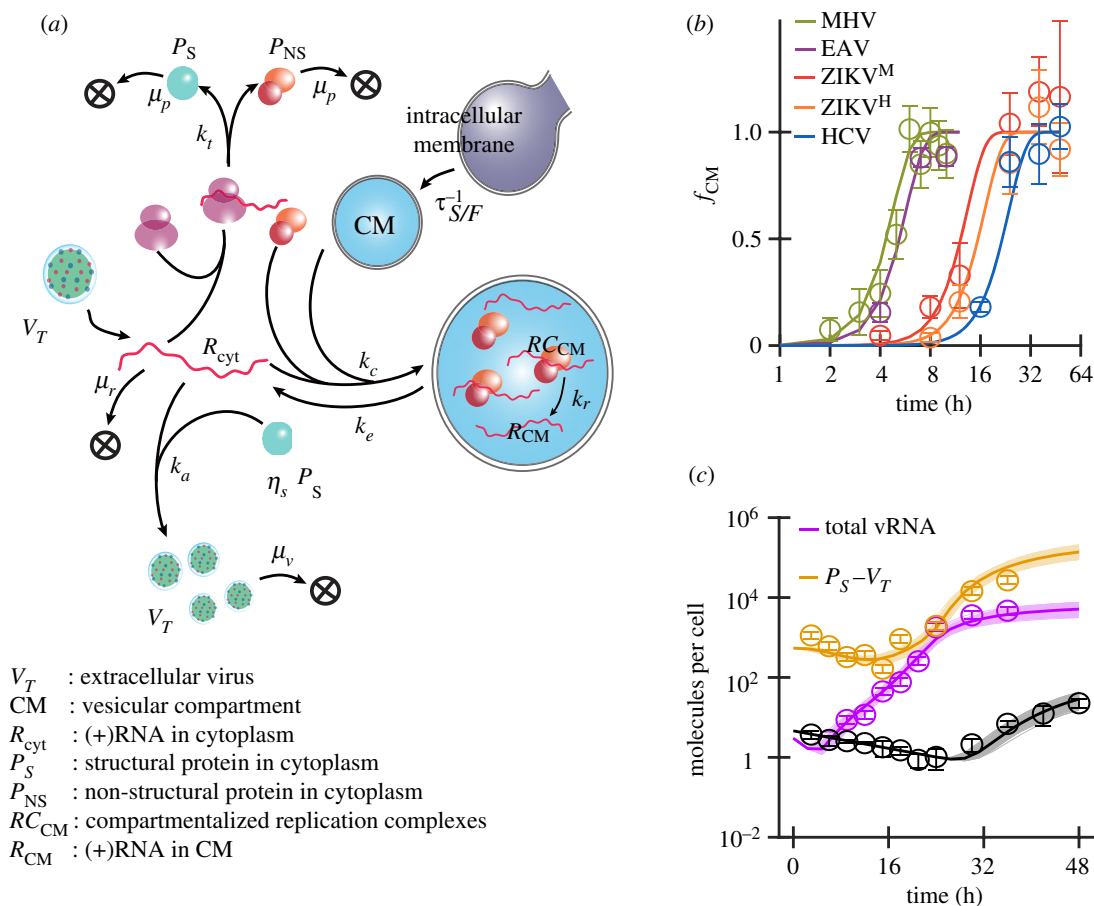 (a)
P_S
P_NS
μ_p
μ_p
k_t
intracellular
membrane
τ_{S/F}^{-1}
CM
V_T
R_cyt
k_c
RC_CM
k_r
R_CM
μ_r
k_e
k_a
η_s P_S
V_T
μ_v
V_T : extracellular virus
CM : vesicular compartment
R_cyt : (+)RNA in cytoplasm
P_S : structural protein in cytoplasm
P_NS : non-structural protein in cytoplasm
RC_CM : compartmentalized replication complexes
R_CM : (+)RNA in CM
(b)
MHV
EAV
ZIKV^M
ZIKV^H
HCV
f_CM
1.0
0.5
0
1 2 4 8 16 32 64
time (h)
(c)
total vRNA
P_S–V_T
molecules per cell
10^6
10^4
10^2
1
10^−2
0 16 32 48
time (h)